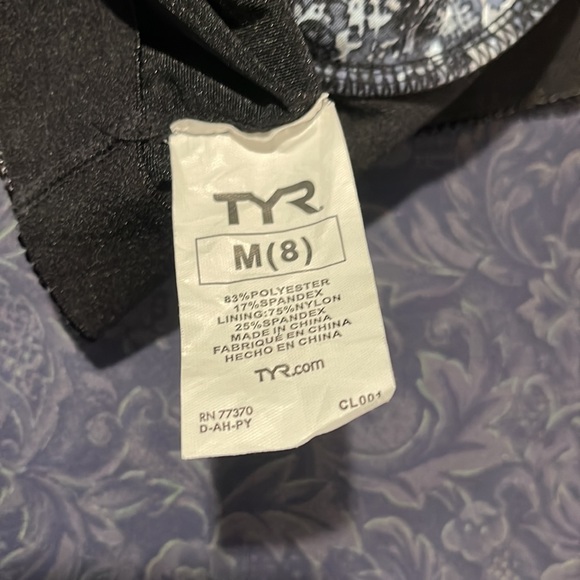 TYR
M(8)
83%POLYESTER
17%SPANDEX
LINING:75%NYLON
25%SPANDEX
MADE IN CHINA
FABRIQUÉ EN CHINA
HECHO EN CHINA
TYR.com
RN 77370
D-AH-PY
CL001